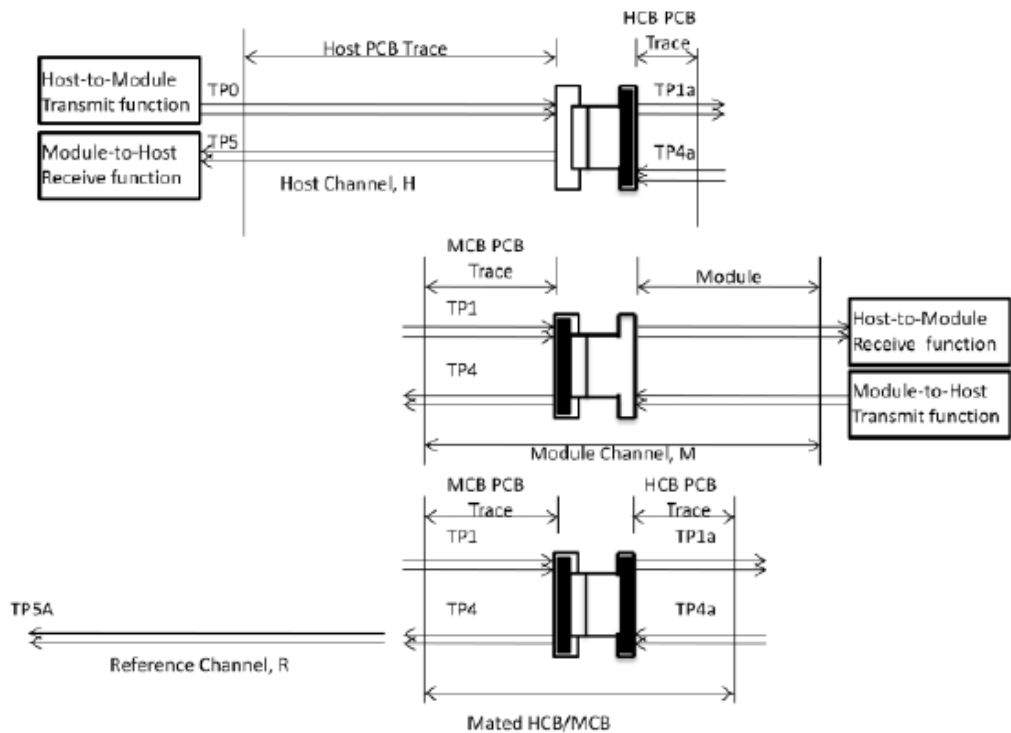 HCB PCB
Trace
Host PCB Trace
Host-to-Module
Transmit function
TP0
TP1a
Module-to-Host
Receive function
TP5
TP4a
Host Channel, H
MCB PCB
Trace
Module
TP1
Host-to-Module
Receive function
TP4
Module-to-Host
Transmit function
Module Channel, M
MCB PCB
Trace
HCB PCB
Trace
TP1
TP1a
TP5A
TP4
TP4a
Reference Channel, R
Mated HCB/MCB